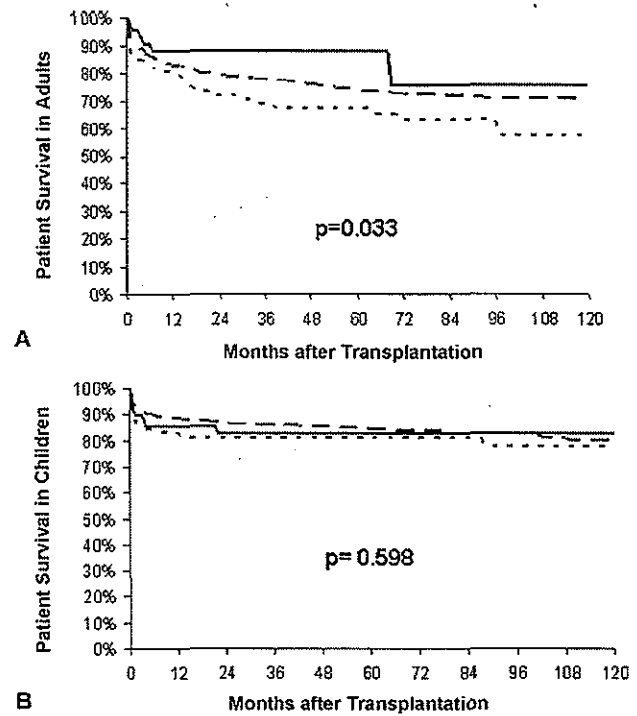 Patient Survival in Adults
100%
90%
80%
70%
60%
50%
40%
30%
20%
10%
0%
p=0.033
0 12 24 36 48 60 72 84 96 108 120
A
Months after Transplantation
Patient Survival in Children
100%
90%
80%
70%
60%
50%
40%
30%
20%
10%
0%
p= 0.598
0 12 24 36 48 60 72 84 96 108 120
B
Months after Transplantation